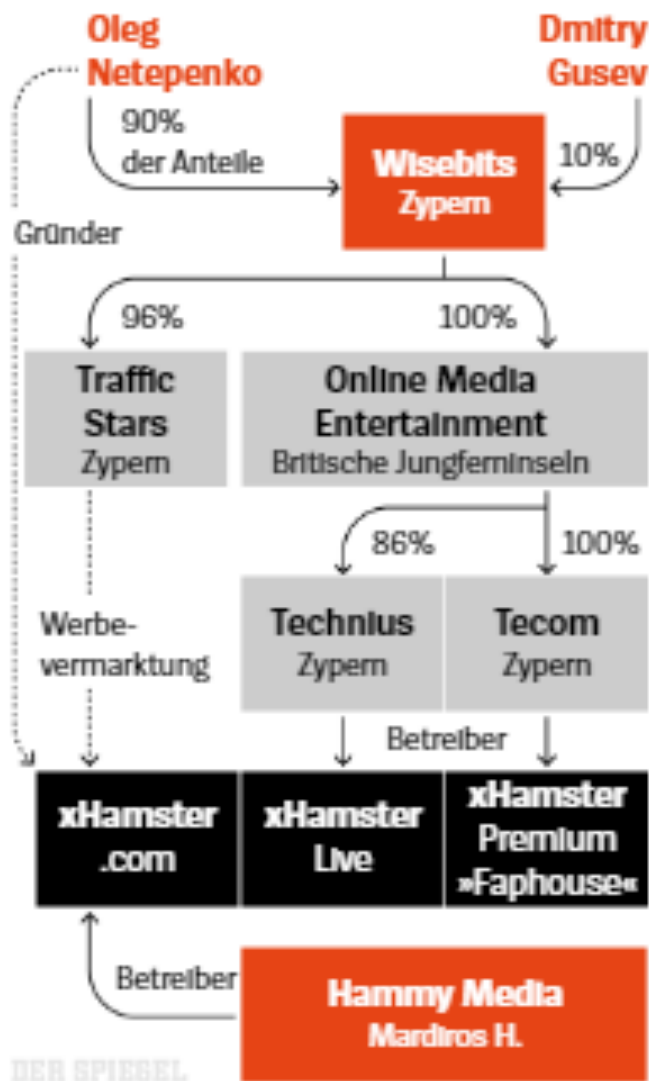 Oleg
Netepenko
Dmitry
Gusev
90%
der Anteile
Wisebits
Zypern
10%
Gründer
96%
100%
Traffic
Stars
Zypern
Online Media
Entertainment
Britische Jungferninseln
86%
100%
Werbe-
vermarktung
Technius
Zypern
Tecom
Zypern
Betreiber
xHamster
.com
xHamster
Live
xHamster
Premium
»Faphouse«
Betreiber
Hammy Media
Mardiros H.
DER SPIEGEL